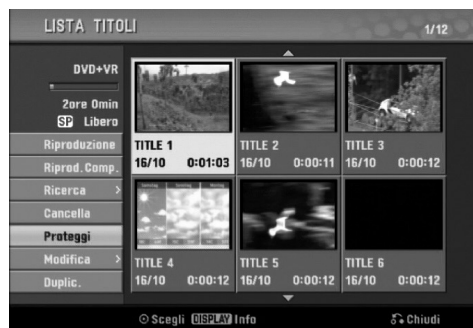 LISTA TITOLI
1/12
DVD+VR
2ore 0min
SP Libero
Riproduzione
Riprod.Comp.
Ricerca >
Cancella
Proteggi
Modifica >
Duplic.
TITLE 1
16/10 0:01:03
TITLE 2
16/10 0:00:11
TITLE 3
16/10 0:00:12
TITLE 4
16/10 0:00:12
TITLE 5
16/10 0:00:12
TITLE 6
16/10 0:00:12
Scegli DISPLAY Info
Chiudi